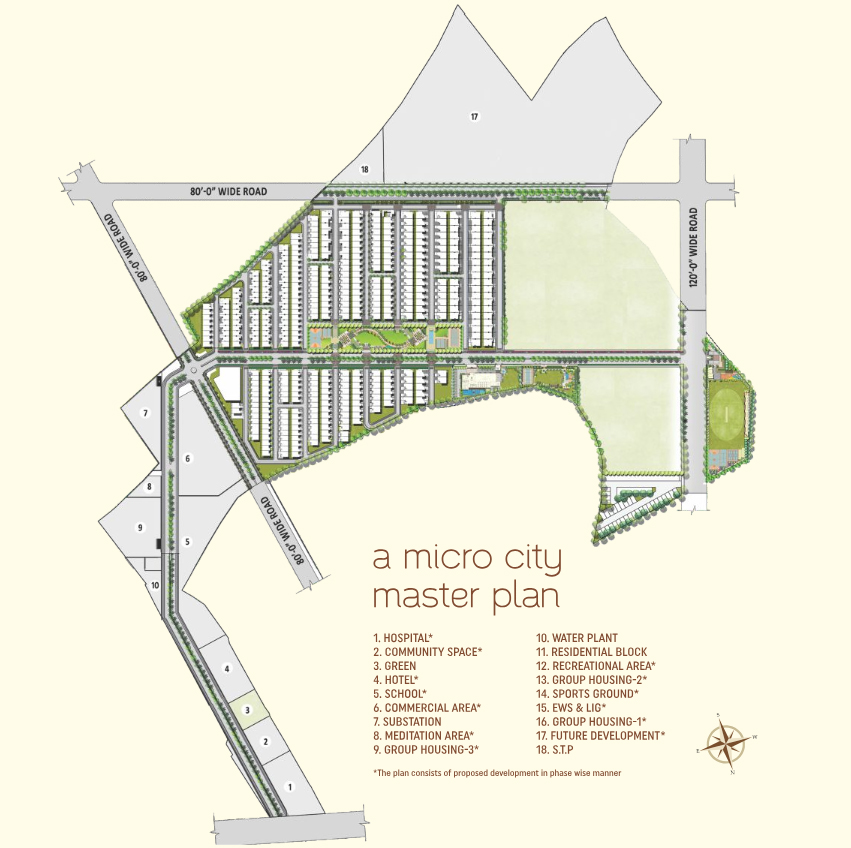 17
18
80'-0" WIDE ROAD
80'-0" WIDE ROAD
120'-0" WIDE ROAD
7
6
8
9
5
80'-0" WIDE ROAD
10
4
3
2
1
a micro city
master plan
1. HOSPITAL*
2. COMMUNITY SPACE*
3. GREEN
4. HOTEL*
5. SCHOOL*
6. COMMERCIAL AREA*
7. SUBSTATION
8. MEDITATION AREA*
9. GROUP HOUSING-3*
10. WATER PLANT
11. RESIDENTIAL BLOCK
12. RECREATIONAL AREA*
13. GROUP HOUSING-2*
14. SPORTS GROUND*
15. EWS & LIG*
16. GROUP HOUSING-1*
17. FUTURE DEVELOPMENT*
18. S.T.P
*The plan consists of proposed development in phase wise manner
S
W
E
N